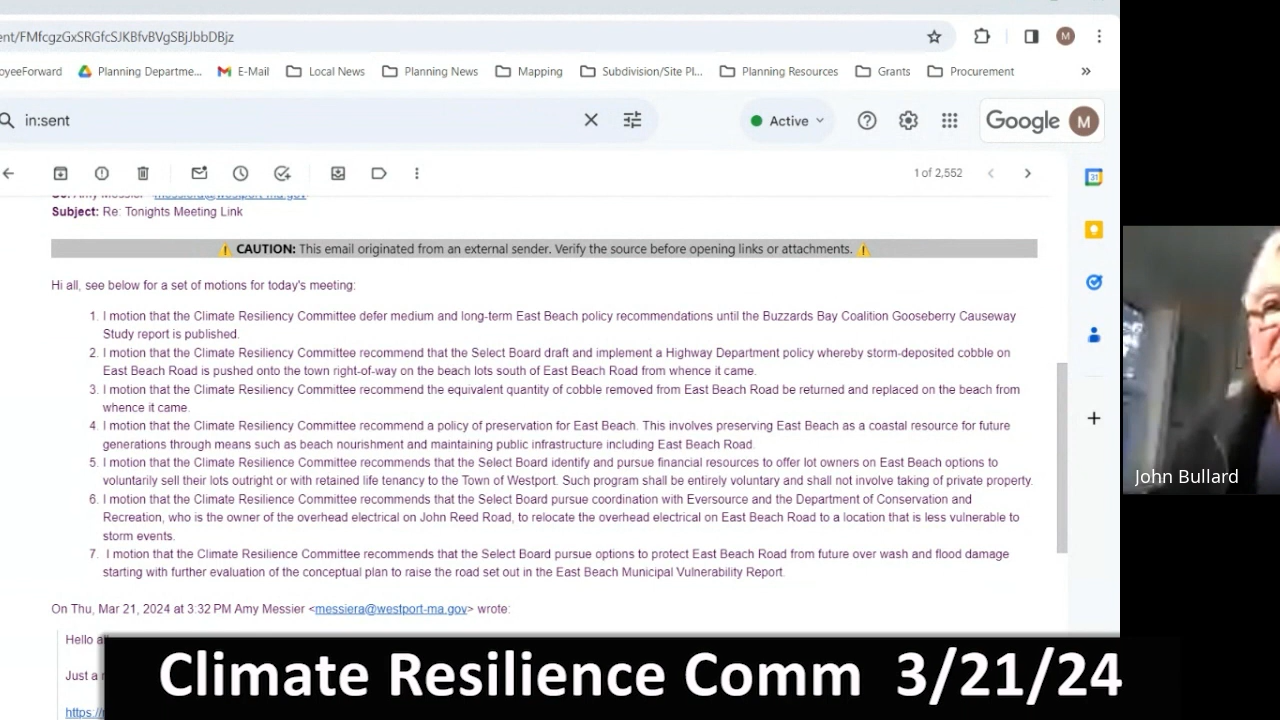 ent/FMfcgzGxSRGfcSJKBfvBVgSBjJbbDBjz
M
oyeeForward Planning Departme... E-Mail Local News Planning News Mapping Subdivision/Site Pl... Planning Resources Grants Procurement »
in:sent Active Google M
1 of 2,552
31
Cc: Amy Messier <messiera@westport-ma.gov>
Subject: Re: Tonights Meeting Link
CAUTION: This email originated from an external sender. Verify the source before opening links or attachments.
Hi all, see below for a set of motions for today's meeting:
1. I motion that the Climate Resiliency Committee defer medium and long-term East Beach policy recommendations until the Buzzards Bay Coalition Gooseberry Causeway
Study report is published.
2. I motion that the Climate Resiliency Committee recommend that the Select Board draft and implement a Highway Department policy whereby storm-deposited cobble on
East Beach Road is pushed onto the town right-of-way on the beach lots south of East Beach Road from whence it came.
3. I motion that the Climate Resiliency Committee recommend the equivalent quantity of cobble removed from East Beach Road be returned and replaced on the beach from
whence it came.
4. I motion that the Climate Resiliency Committee recommend a policy of preservation for East Beach. This involves preserving East Beach as a coastal resource for future
generations through means such as beach nourishment and maintaining public infrastructure including East Beach Road.
5. I motion that the Climate Resilience Committee recommends that the Select Board identify and pursue financial resources to offer lot owners on East Beach options to
voluntarily sell their lots outright or with retained life tenancy to the Town of Westport. Such program shall be entirely voluntary and shall not involve taking of private property.
6. I motion that the Climate Resilience Committee recommends that the Select Board pursue coordination with Eversource and the Department of Conservation and
Recreation, who is the owner of the overhead electrical on John Reed Road, to relocate the overhead electrical on East Beach Road to a location that is less vulnerable to
storm events.
7. I motion that the Climate Resilience Committee recommends that the Select Board pursue options to protect East Beach Road from future over wash and flood damage
starting with further evaluation of the conceptual plan to raise the road set out in the East Beach Municipal Vulnerability Report.
On Thu, Mar 21, 2024 at 3:32 PM Amy Messier <messiera@westport-ma.gov> wrote:
Hello a
Just a
https://
John Bullard
Climate Resilience Comm 3/21/24